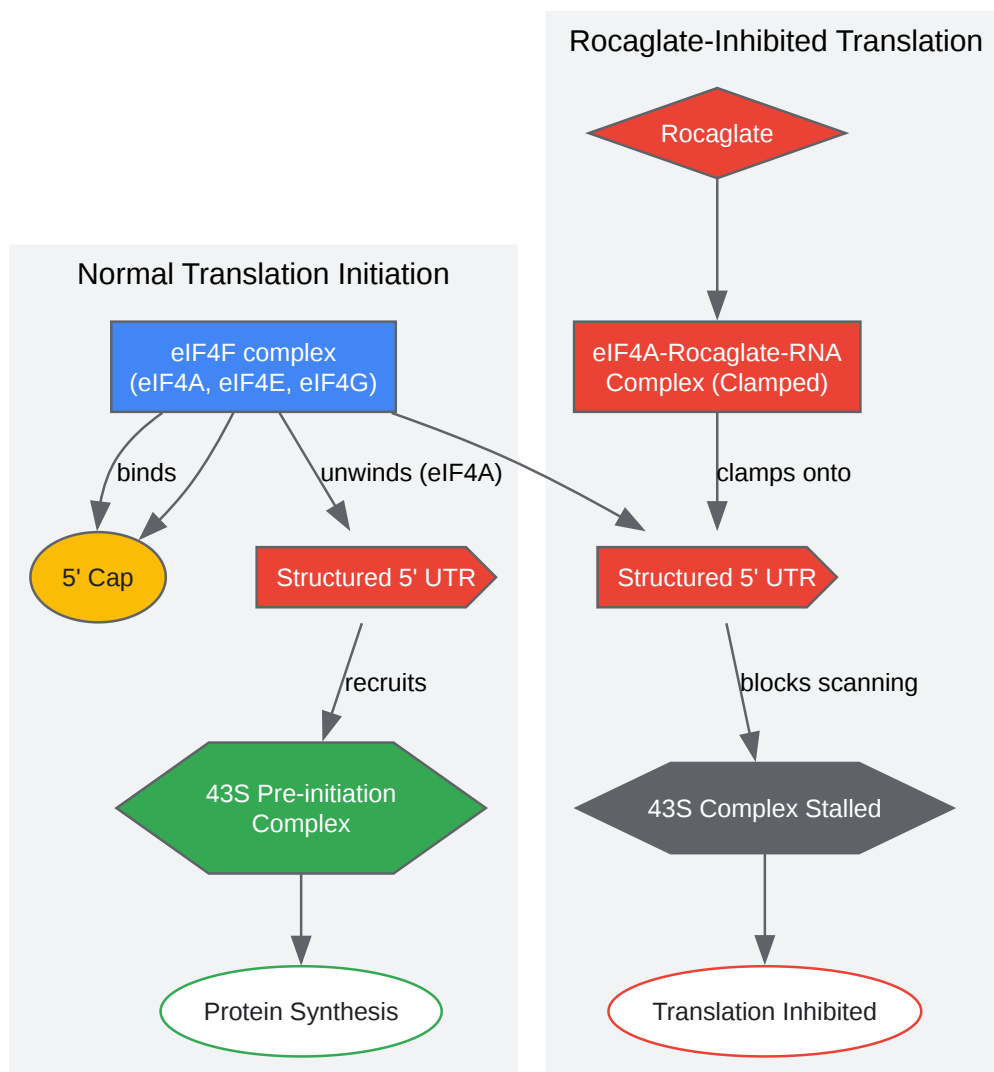 Rocaglate-Inhibited Translation
Rocaglate
Normal Translation Initiation
eIF4F complex
(eIF4A, eIF4E, eIF4G)
eIF4A-Rocaglate-RNA
Complex (Clamped)
binds
unwinds (eIF4A)
clamps onto
5' Cap
Structured 5' UTR
Structured 5' UTR
recruits
blocks scanning
43S Pre-initiation
Complex
43S Complex Stalled
Protein Synthesis
Translation Inhibited